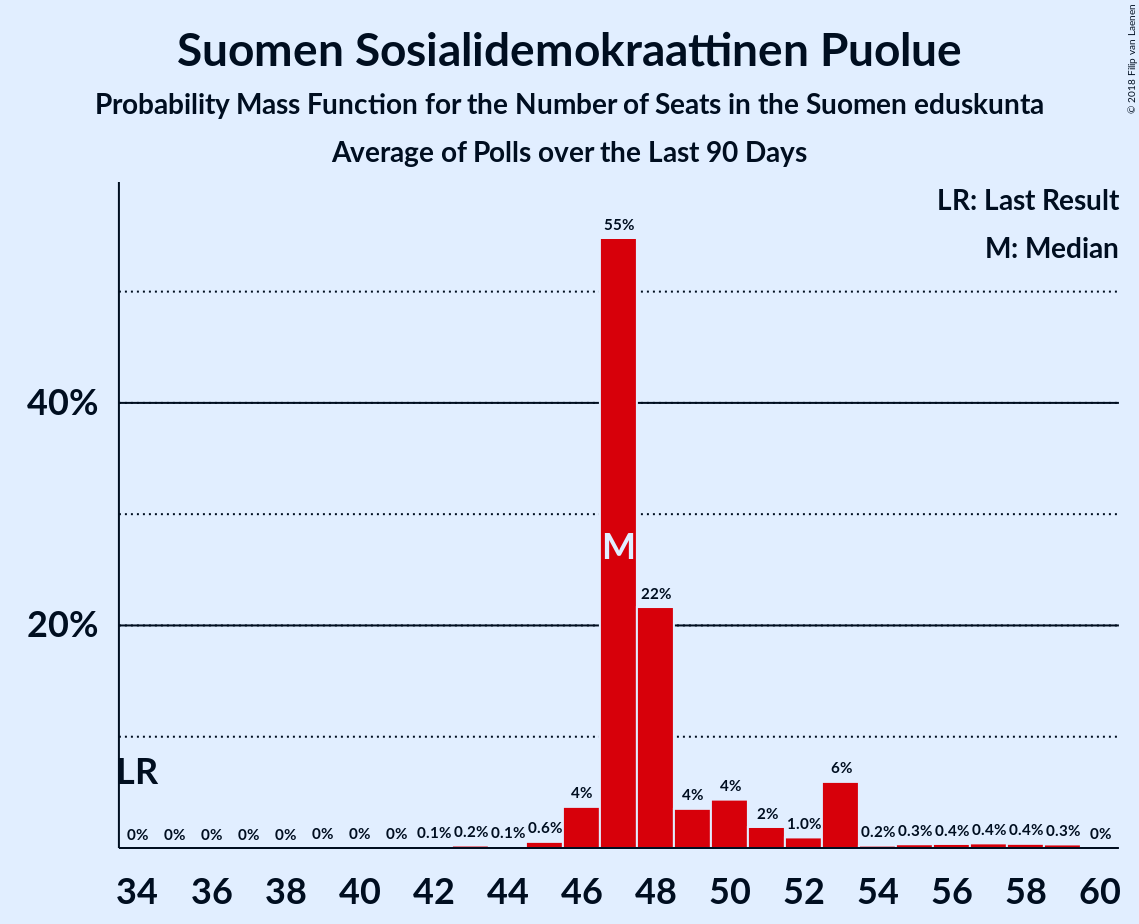 Suomen Sosialidemokraattinen Puolue
Probability Mass Function for the Number of Seats in the Suomen eduskunta
Average of Polls over the Last 90 Days
© 2018 Filip van Laenen
LR: Last Result
M: Median
55%
40%
M
22%
20%
LR
0% 0% 0% 0% 0% 0% 0% 0% 0.1% 0.2% 0.1% 0.6% 4% 4% 4% 2% 1.0% 6% 0.2% 0.3% 0.4% 0.4% 0.4% 0.3% 0%
34 36 38 40 42 44 46 48 50 52 54 56 58 60